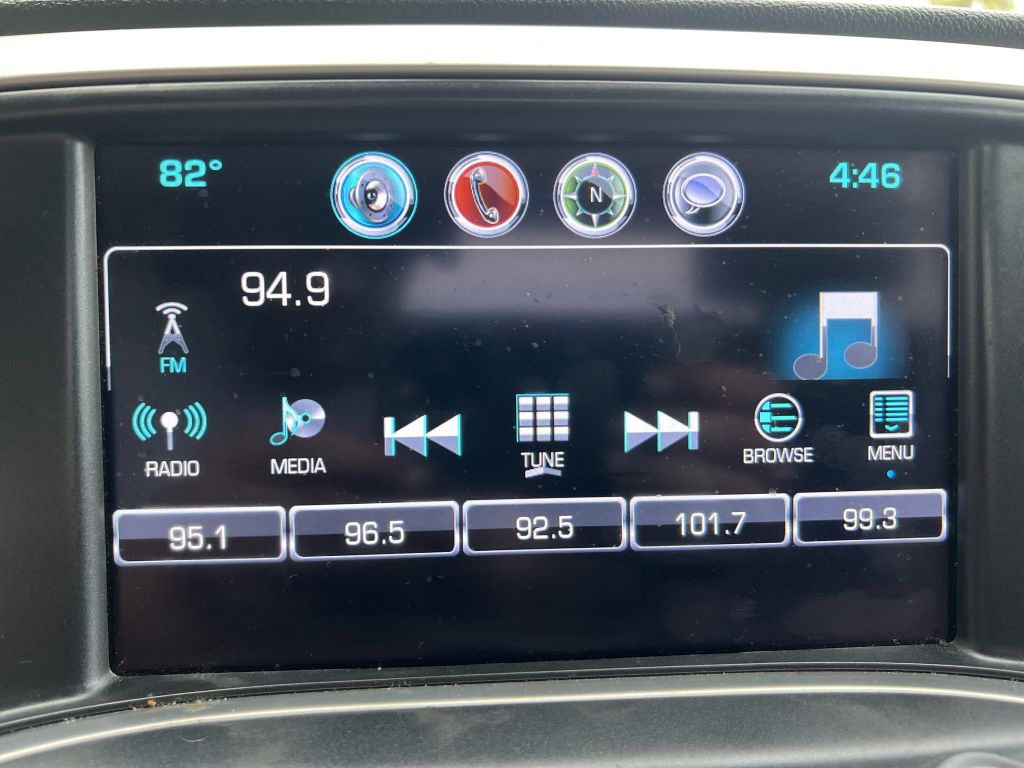 82° N 4:46
94.9
FM
RADIO MEDIA TUNE BROWSE MENU
95.1 96.5 92.5 101.7 99.3